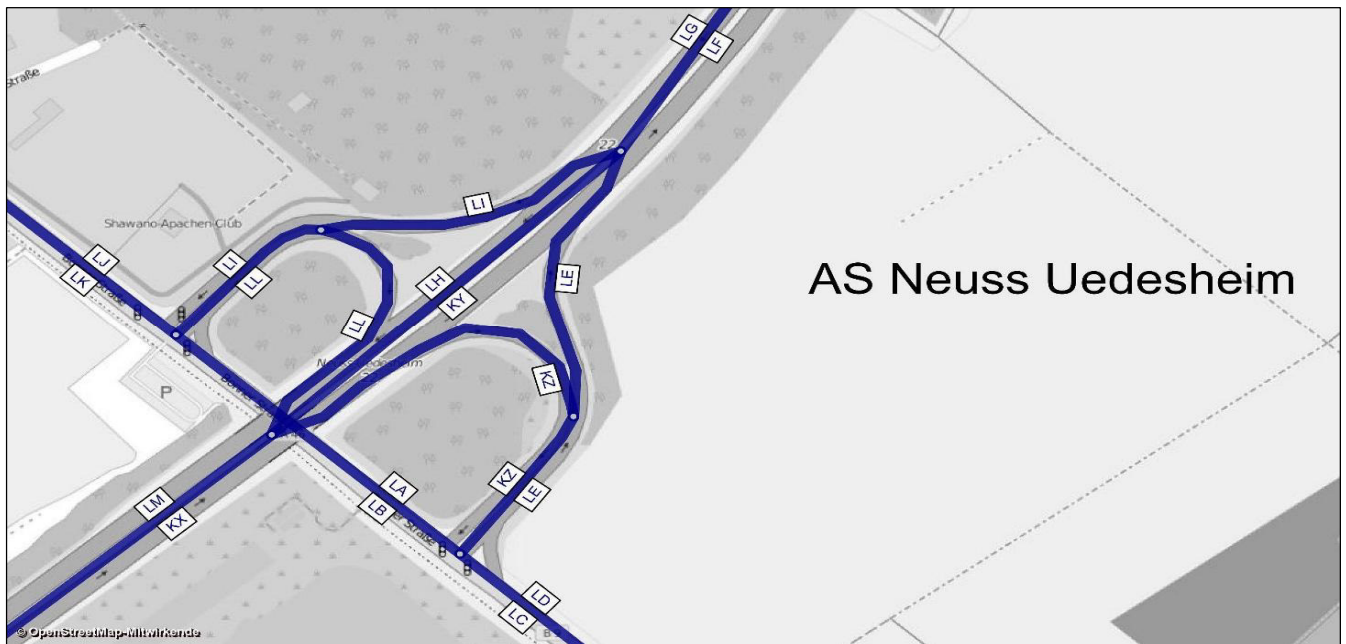 LG
LF
Straße
22
LI
Shawano-Apachen-Club
LJ
LI
LK
LL
LE
LH
KY
AS Neuss Uedesheim
LL
KZ
P
LA
KZ
LB
LE
LM
KX
LD
LC
© OpenStreetMap-Mitwirkende